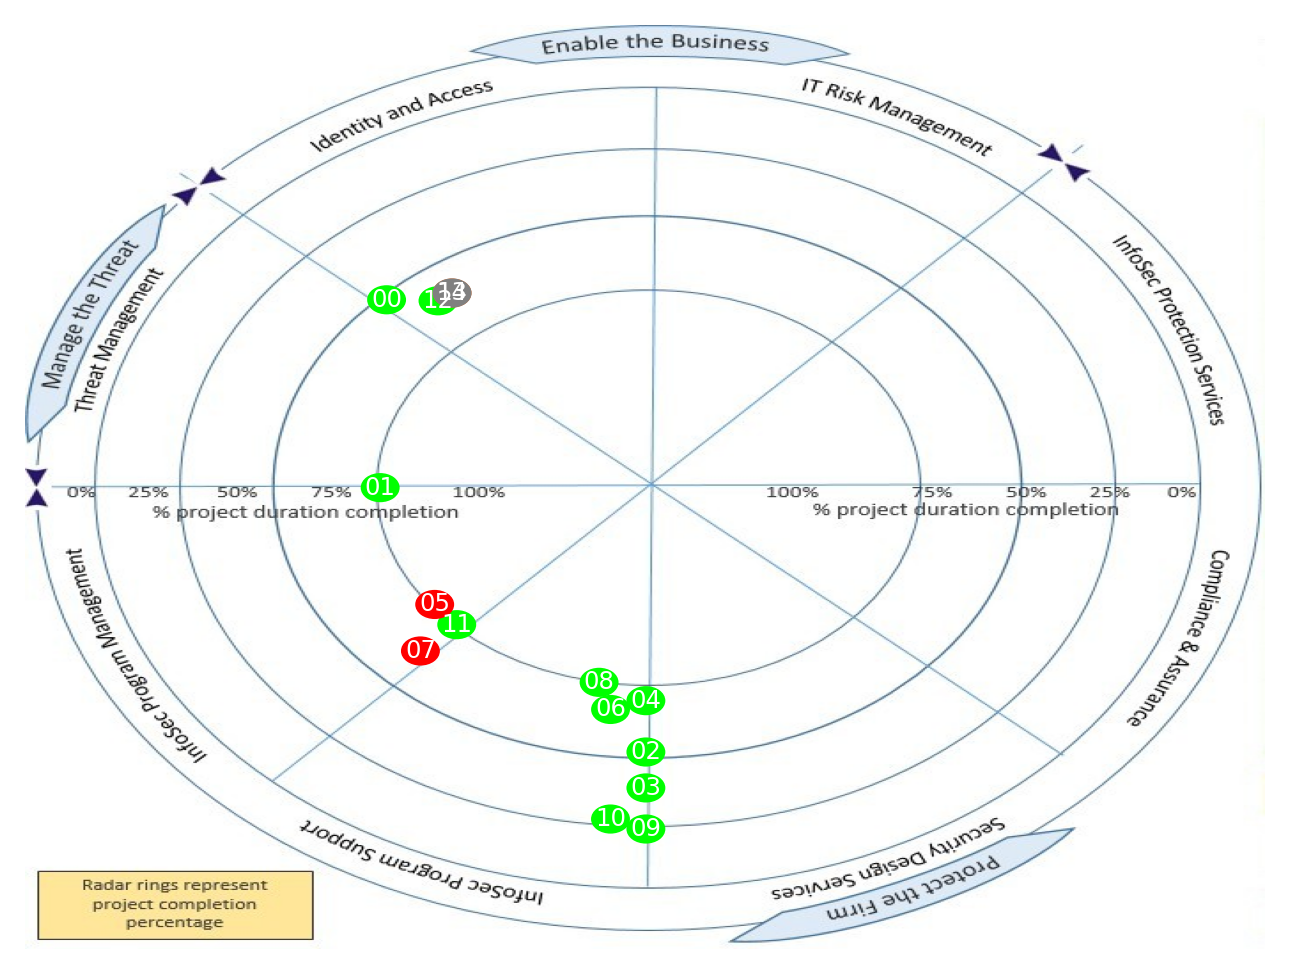 Enable the Business
Identity and Access
IT Risk Management
Manage the Threat
Threat Management
InfoSec Protection Services
00
12
13
01
0% 25% 50% 75% 100%
% project duration completion
100% 75% 50% 25% 0%
% project duration completion
05
11
07
08
06
04
02
03
10
09
InfoSec Program Management
Compliance & Assurance
InfoSec Program Support
Security Design Services
Protect the Firm
Radar rings represent
project completion
percentage